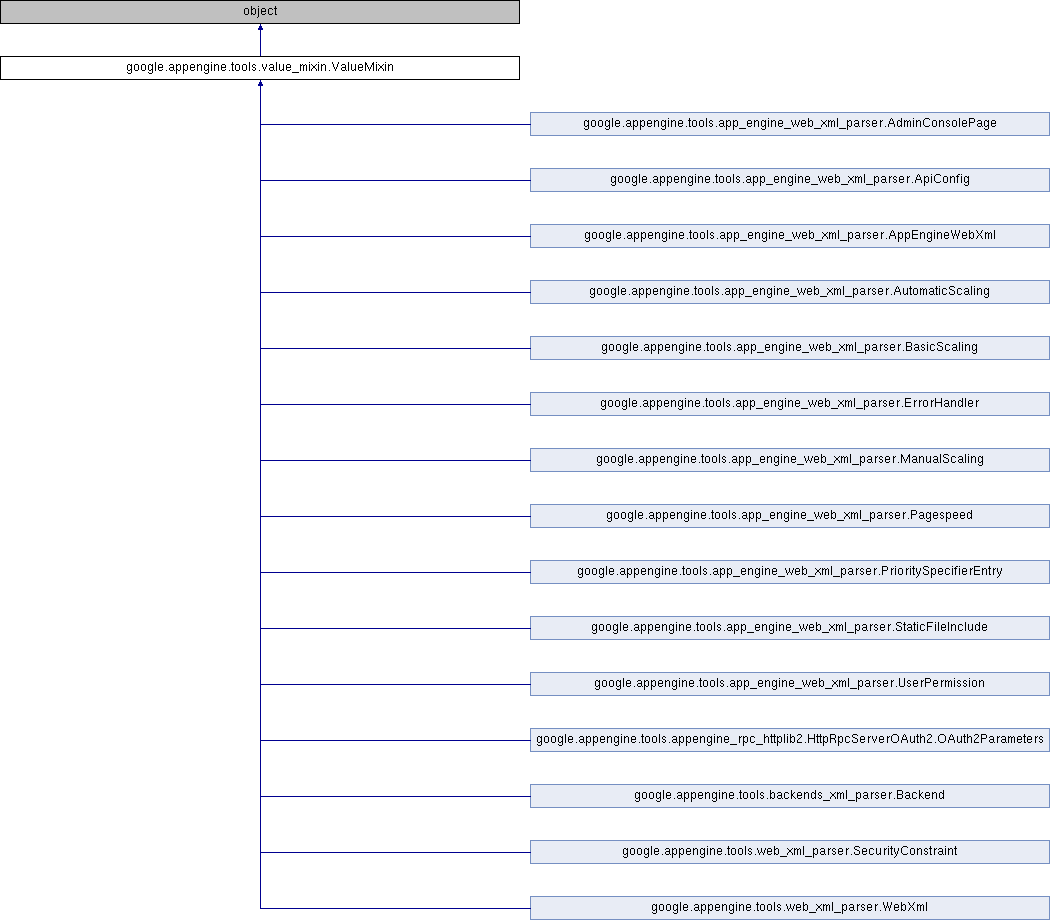 object
google.appengine.tools.value_mixin.ValueMixin
google.appengine.tools.app_engine_web_xml_parser.AdminConsolePage
google.appengine.tools.app_engine_web_xml_parser.ApiConfig
google.appengine.tools.app_engine_web_xml_parser.AppEngineWebXml
google.appengine.tools.app_engine_web_xml_parser.AutomaticScaling
google.appengine.tools.app_engine_web_xml_parser.BasicScaling
google.appengine.tools.app_engine_web_xml_parser.ErrorHandler
google.appengine.tools.app_engine_web_xml_parser.ManualScaling
google.appengine.tools.app_engine_web_xml_parser.Pagespeed
google.appengine.tools.app_engine_web_xml_parser.PrioritySpecifierEntry
google.appengine.tools.app_engine_web_xml_parser.StaticFileInclude
google.appengine.tools.app_engine_web_xml_parser.UserPermission
google.appengine.tools.appengine_rpc_httplib2.HttpRpcServerOAuth2.OAuth2Parameters
google.appengine.tools.backends_xml_parser.Backend
google.appengine.tools.web_xml_parser.SecurityConstraint
google.appengine.tools.web_xml_parser.WebXml